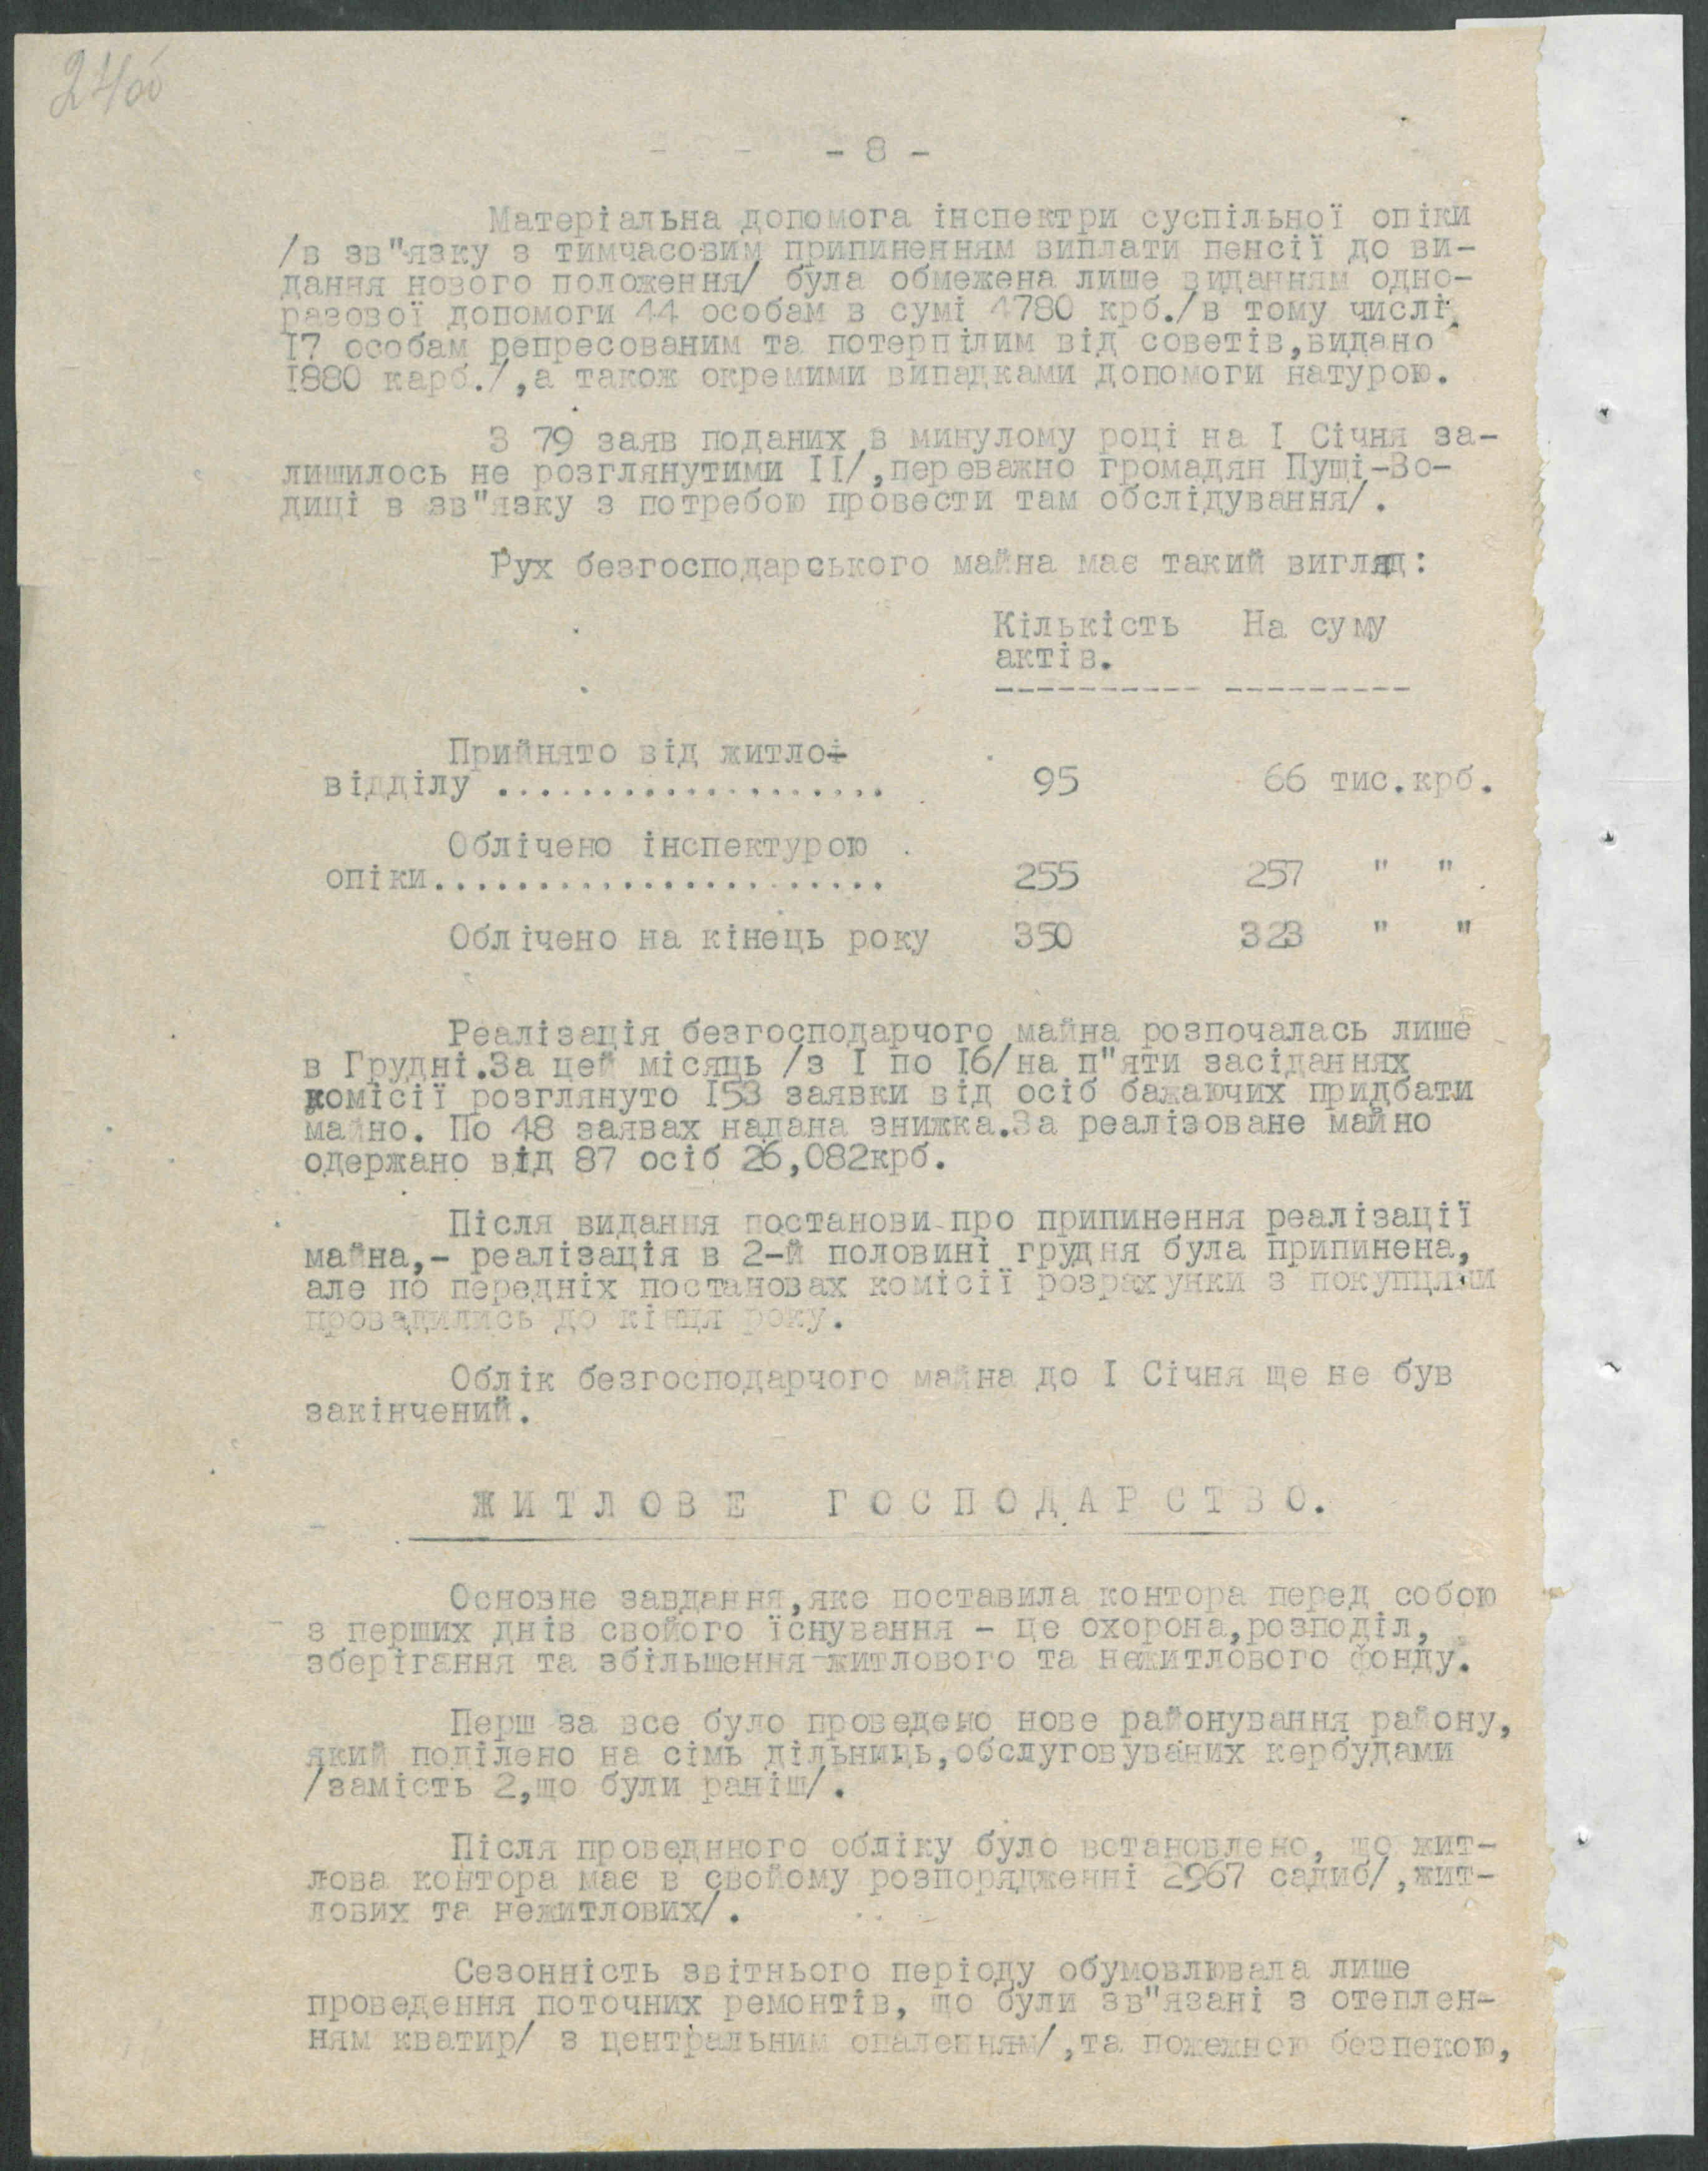 24об
- 8 -
Матеріальна допомога інспектри суспільної опіки
/в зв"язку з тимчасовим припиненням виплати пенсії до ви-
дання нового положення/ була обмежена лише виданням одно-
разової допомоги 44 особам в сумі 4780 крб./в тому числі
I7 особам репресованим та потерпілим від советів,видано
I880 карб./,а також окремими випадками допомоги натурою.
З 79 заяв поданих в минулому році на I Січня за-
лишилось не розглянутими II/,переважно громадян Пущі-Во-
диці в зв"язку з потребою провести там обслідування/.
Рух безгосподарського майна має такий вигляд:
Кількість На суму
актів.
---------- ---------
Прийнято від житло-
відділу ................... 95 66 тис.крб.
Облічено інспектурою
опіки...................... 255 257 " "
Облічено на кінець року 350 323 " "
Реалізація безгосподарчого майна розпочалась лише
в Грудні.За цей місяць /з I по I6/на п"яти засіданнях
комісії розглянуто I53 заявки від осіб бажаючих придбати
майно. По 48 заявах надана знижка.За реалізоване майно
одержано від 87 осіб 26,082крб.
Після видання постанови про припинення реалізації
майна,- реалізація в 2-й половині грудня була припинена,
але по передніх постановах комісії розрахунки з покупцями
провадились до кінця року.
Облік безгосподарчого майна до I Січня ще не був
закінчений.
ЖИТЛОВЕ ГОСПОДАРСТВО.
Основне завдання,яке поставила контора перед собою
з перших днів свойого їснування - це охорона,розподіл,
зберігання та збільшення житлового та нежитлового фонду.
Перш за все було проведено нове районування району,
який поділено на сімь дільниць,обслуговуваних кербудами
/замість 2,що були раніш/.
Після проведнного обліку було встановлено, що жит-
лова контора має в свойому розпорядженні 2967 садиб/,жит-
лових та нежитлових/.
Сезонність звітнього періоду обумовлювала лише
проведення поточних ремонтів, що були зв"язані з отеплен-
ням кватир/ з центральним опаленням/,та пожежною безпекою,